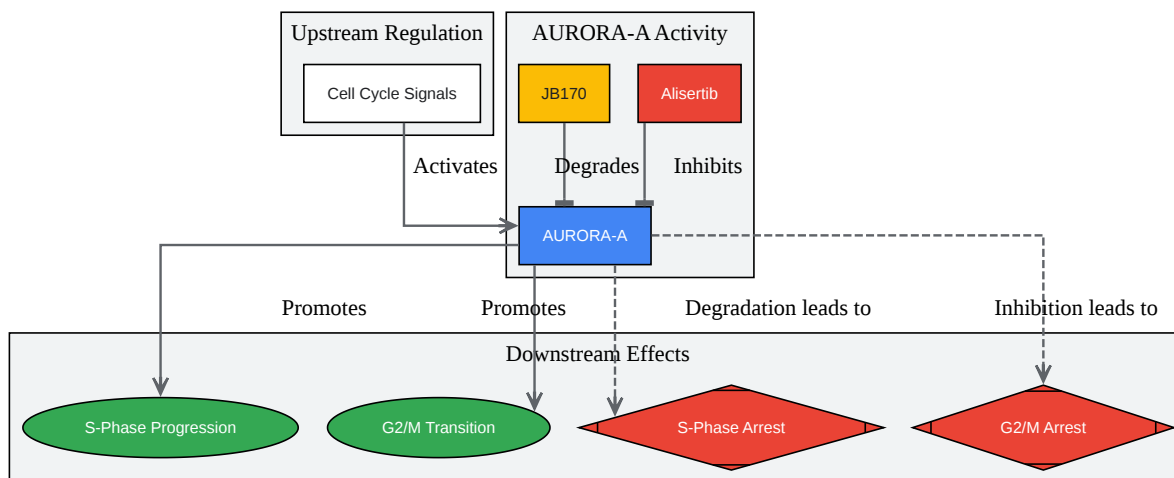 Upstream Regulation
AURORA-A Activity
Cell Cycle Signals
JB170
Alisertib
Activates
Degrades
Inhibits
AURORA-A
Promotes
Promotes
Degradation leads to
Inhibition leads to
Downstream Effects
S-Phase Progression
G2/M Transition
S-Phase Arrest
G2/M Arrest